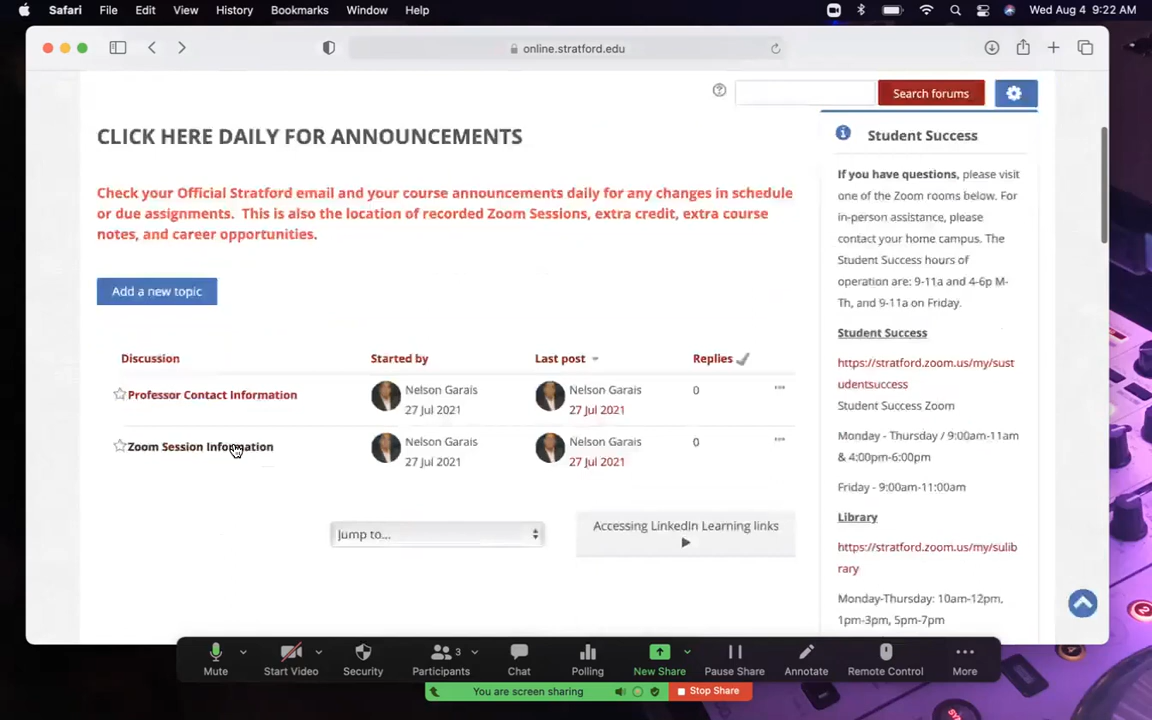 Safari File Edit View History Bookmarks Window Help Wed Aug 4 9:22 AM
online.stratford.edu
Search forums
CLICK HERE DAILY FOR ANNOUNCEMENTS
Check your Official Stratford email and your course announcements daily for any changes in schedule
or due assignments. This is also the location of recorded Zoom Sessions, extra credit, extra course
notes, and career opportunities.
Add a new topic
Discussion Started by Last post Replies
Professor Contact Information Nelson Garais 27 Jul 2021 Nelson Garais 27 Jul 2021 0
Zoom Session Information Nelson Garais 27 Jul 2021 Nelson Garais 27 Jul 2021 0
Jump to...
Accessing LinkedIn Learning links
Student Success
If you have questions, please visit
one of the Zoom rooms below. For
in-person assistance, please
contact your home campus. The
Student Success hours of
operation are: 9-11a and 4-6p M-
Th, and 9-11a on Friday.
Student Success
https://stratford.zoom.us/my/sust
udentsuccess
Student Success Zoom
Monday - Thursday / 9:00am-11am
& 4:00pm-6:00pm
Friday - 9:00am-11:00am
Library
https://stratford.zoom.us/my/sulib
rary
Monday-Thursday: 10am-12pm,
1pm-3pm, 5pm-7pm
3
Mute Start Video Security Participants Chat Polling New Share Pause Share Annotate Remote Control More
You are screen sharing Stop Share